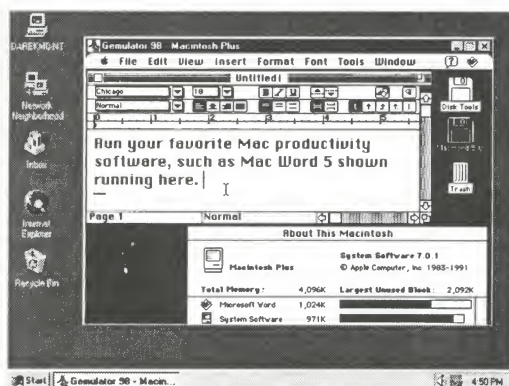 DAREKM@NT
Network
Neighborhood
Inbox
Internet
Explorer
Recycle Bin
Gemulator 98 - Macintosh Plus
File Edit View Insert Format Font Tools Window
Untitled1
Chicago 18 B I U
Normal
Run your favorite Mac productivity
software, such as Mac Word 5 shown
running here.
Page 1 Normal
Disk Tools
Trash
About This Macintosh
Macintosh Plus
System Software 7.0.1
© Apple Computer, Inc. 1983-1991
Total Memory: 4,096K Largest Unused Block: 2,092K
Microsoft Word 1,024K
System Software 971K
Start Gemulator 98 - Macin... 4:50 PM